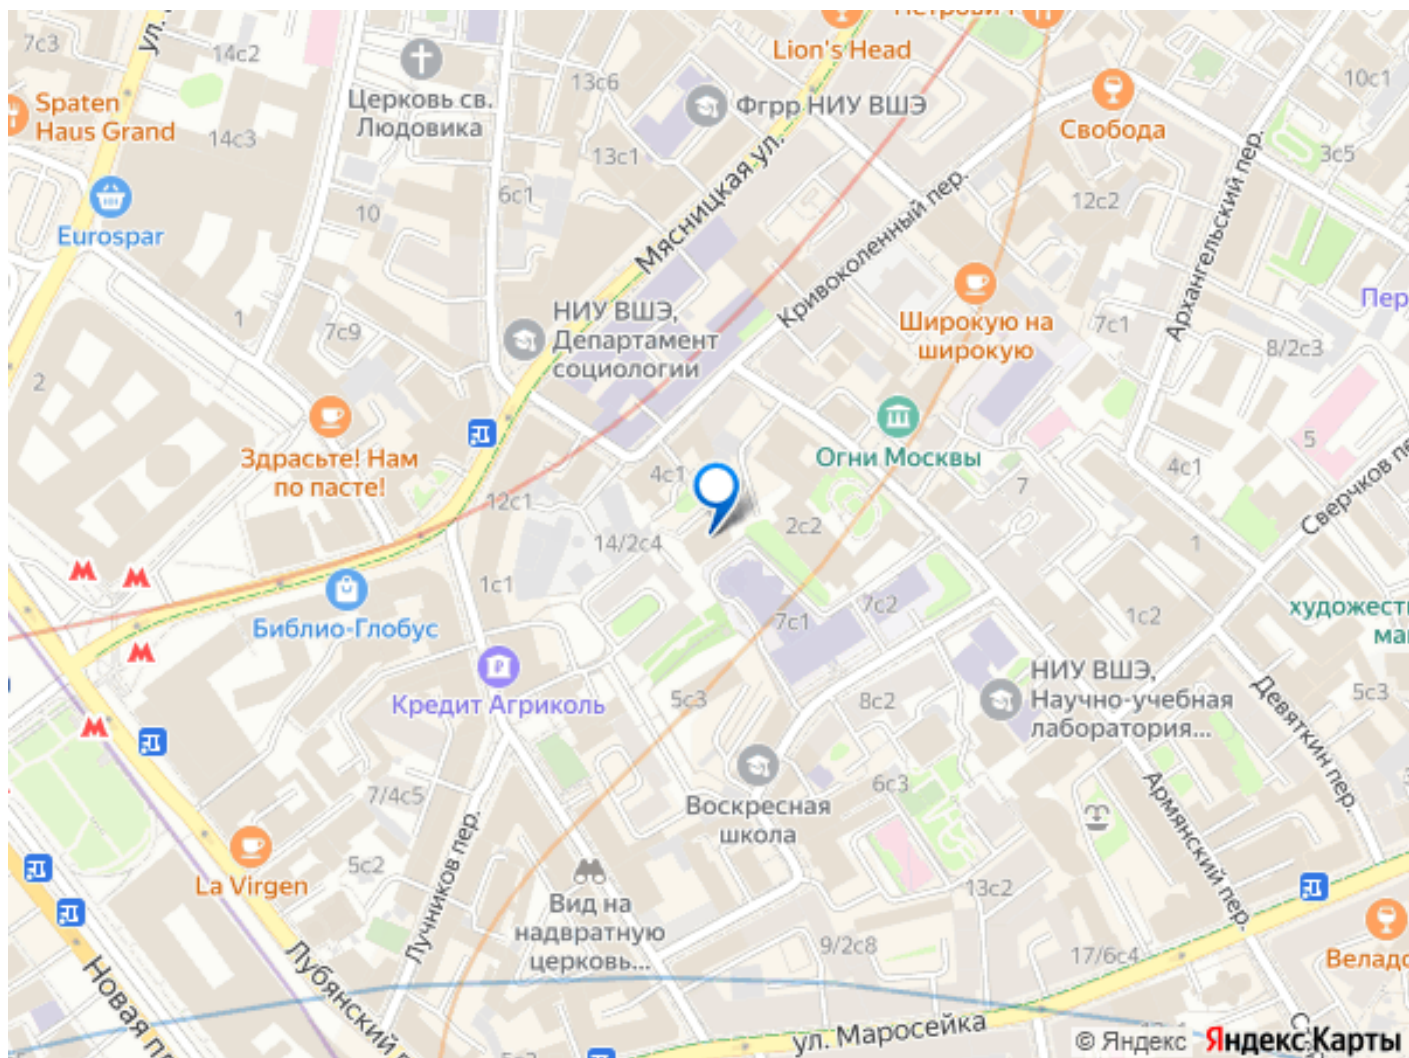 7с3
ул.
14с2
Петрович
Lion's Head
10с1
Spaten
Haus Grand
Церковь св.
Людовика
13с6
Фгрр НИУ ВШЭ
Свобода
14с3
13с1
3с5
Мясницкая ул.
Кривоколенный пер.
Архангельский пер.
6с1
10
12с2
Eurospar
1
7с9
НИУ ВШЭ,
Департамент
социологии
Широкую на
широкую
7с1
8/2с3
Пер
2
Здрасьте! Нам
по пасте!
Огни Москвы
5
4с1
4с1
7
Сверчков пе
12с1
14/2с4
2с2
1
1с1
7с2
7с1
1с2
Библио-Глобус
художест
ма
Кредит Агриколь
5с3
8с2
НИУ ВШЭ,
Научно-учебная
лаборатория...
5с3
Девяткин пер.
Воскресная
школа
6с3
7/4с5
Армянский пер.
Лучников пер.
5с2
La Virgen
Вид на
надвратную
церковь...
13с2
9/2с8
17/6с4
Веладо
Новая п
Лубянский п
ул. Маросейка
© Яндекс Яндекс Карты